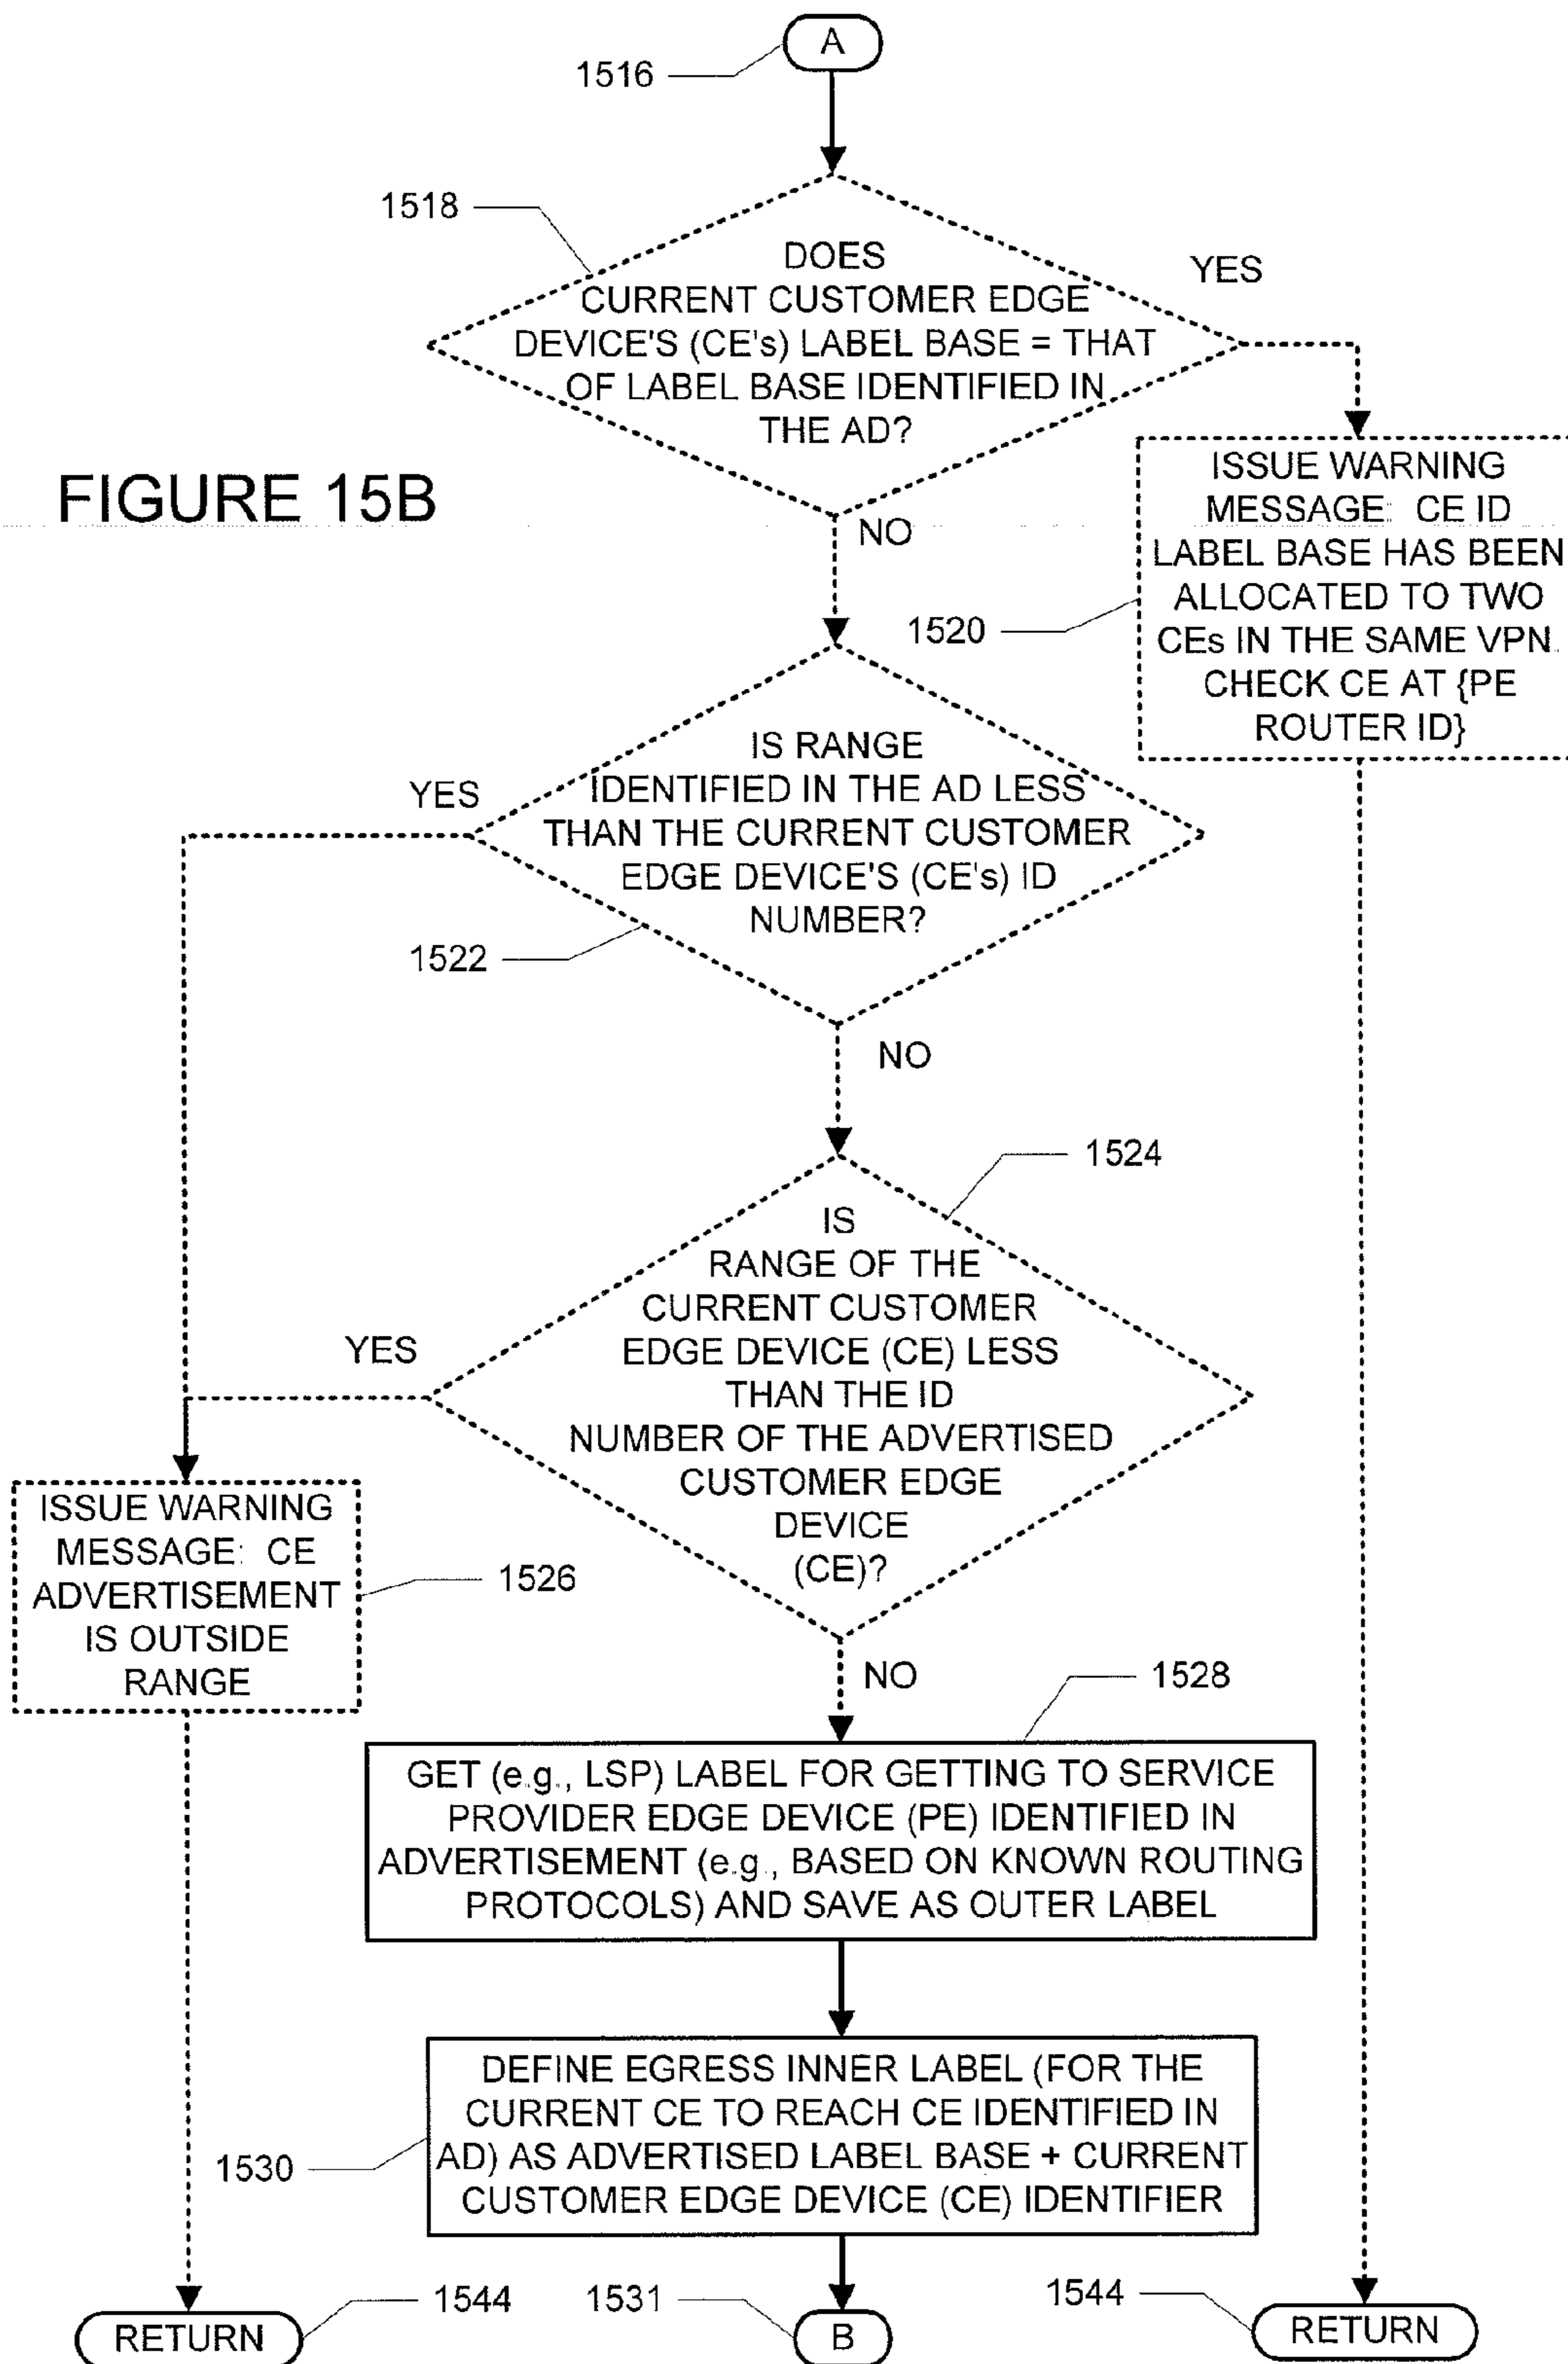 A
1516
1518
DOES
CURRENT CUSTOMER EDGE
DEVICE'S (CE's) LABEL BASE = THAT
OF LABEL BASE IDENTIFIED IN
THE AD?
YES
FIGURE 15B
NO
ISSUE WARNING
MESSAGE: CE ID
LABEL BASE HAS BEEN
ALLOCATED TO TWO
CEs IN THE SAME VPN.
CHECK CE AT {PE
ROUTER ID}
1520
IS RANGE
IDENTIFIED IN THE AD LESS
THAN THE CURRENT CUSTOMER
EDGE DEVICE'S (CE's) ID
NUMBER?
YES
1522
NO
1524
IS
RANGE OF THE
CURRENT CUSTOMER
EDGE DEVICE (CE) LESS
THAN THE ID
NUMBER OF THE ADVERTISED
CUSTOMER EDGE
DEVICE
(CE)?
YES
ISSUE WARNING
MESSAGE: CE
ADVERTISEMENT
IS OUTSIDE
RANGE
1526
NO
1528
GET (e.g., LSP) LABEL FOR GETTING TO SERVICE
PROVIDER EDGE DEVICE (PE) IDENTIFIED IN
ADVERTISEMENT (e.g., BASED ON KNOWN ROUTING
PROTOCOLS) AND SAVE AS OUTER LABEL
DEFINE EGRESS INNER LABEL (FOR THE
CURRENT CE TO REACH CE IDENTIFIED IN
AD) AS ADVERTISED LABEL BASE + CURRENT
CUSTOMER EDGE DEVICE (CE) IDENTIFIER
1530
RETURN
1544
1531
B
1544
RETURN